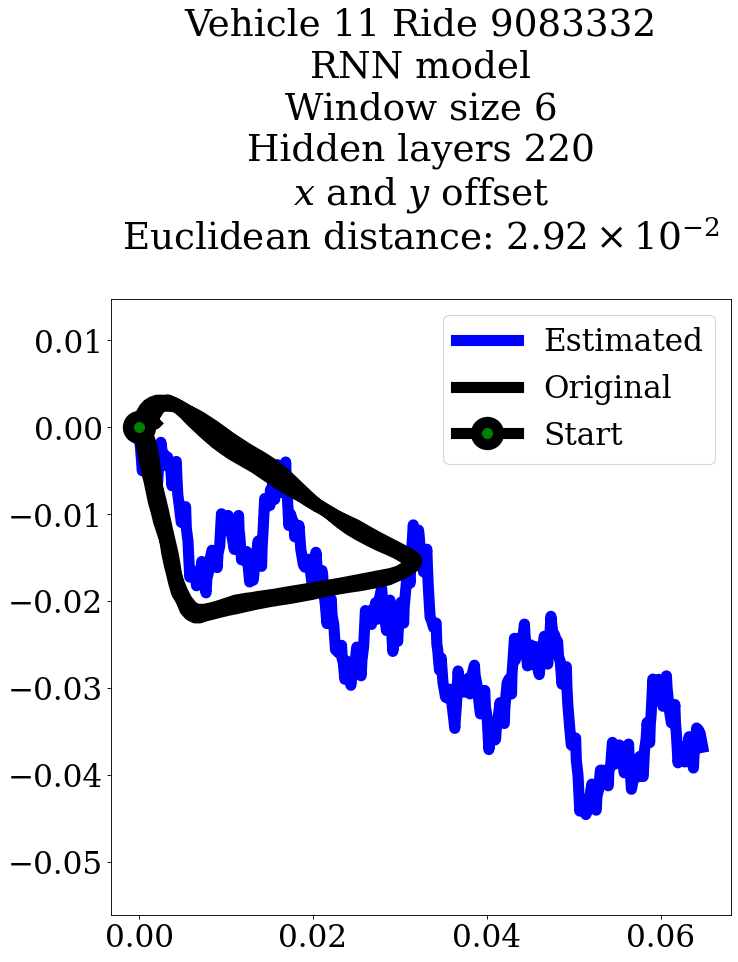 Vehicle 11 Ride 9083332
RNN model
Window size 6
Hidden layers 220
x and y offset
Euclidean distance: 2.92 × 10⁻²
Estimated
Original
Start
0.01
0.00
−0.01
−0.02
−0.03
−0.04
−0.05
0.00 0.02 0.04 0.06